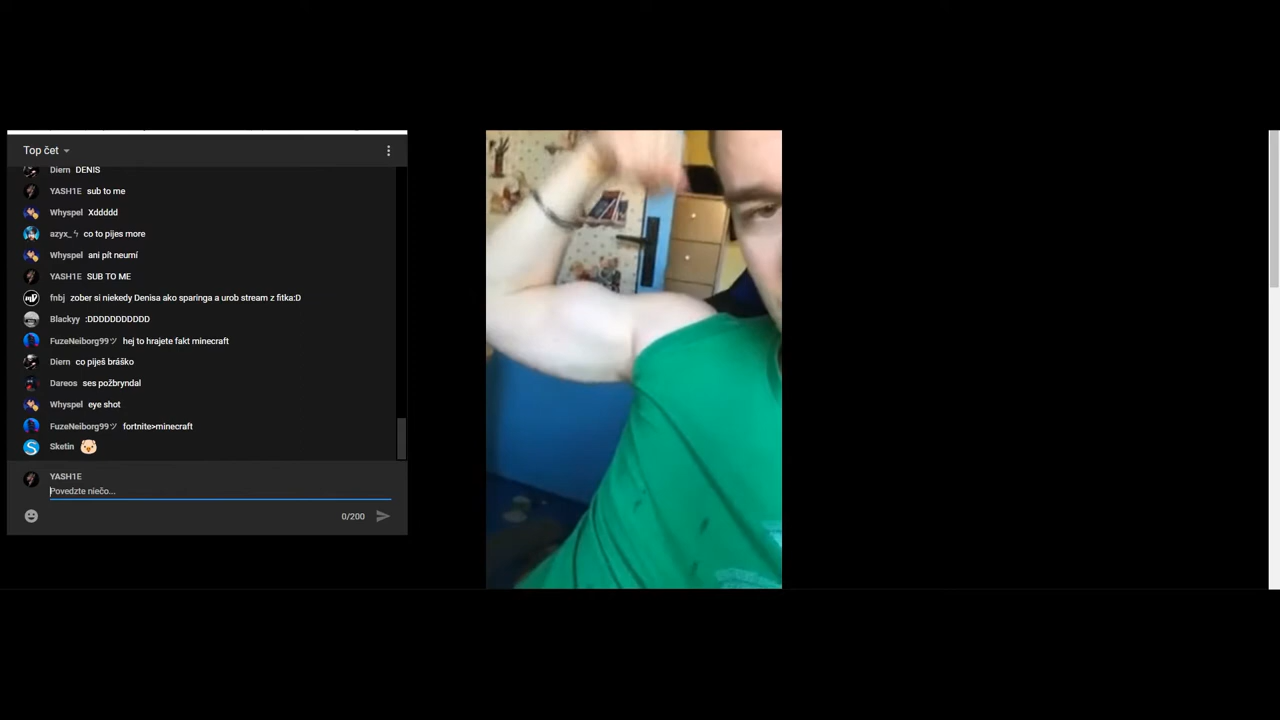 Top čet
Diern DENIS
YASH1E sub to me
Whyspel Xddddd
azyx_ϟ co to pijes more
Whyspel ani pít neumí
YASH1E SUB TO ME
fnbj zober si niekedy Denisa ako sparinga a urob stream z fitka:D
Blackyy :DDDDDDDDDDD
FuzeNeiborg99ツ hej to hrajete fakt minecraft
Diern co piješ bráško
Dareos ses požbryndal
Whyspel eye shot
FuzeNeiborg99ツ fortnite>minecraft
Sketin
YASH1E
Povedzte niečo...
0/200